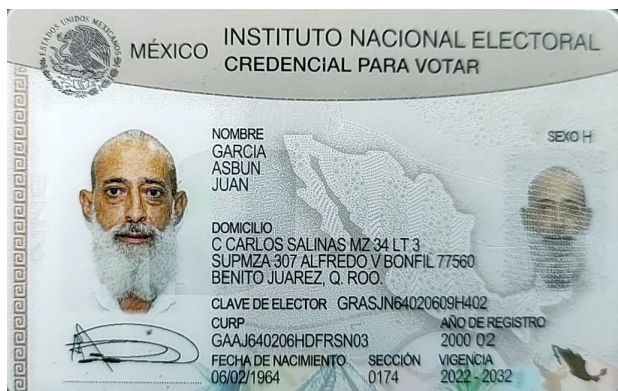 ESTADOS UNIDOS MEXICANOS
MÉXICO
INSTITUTO NACIONAL ELECTORAL
CREDENCIAL PARA VOTAR
NOMBRE
SEXO H
GARCIA
ASBUN
JUAN
DOMICILIO
C CARLOS SALINAS MZ 34 LT 3
SUPMZA 307 ALFREDO V BONFIL 77560
BENITO JUAREZ, Q. ROO.
CLAVE DE ELECTOR GRASJN64020609H402
CURP AÑO DE REGISTRO
GAAJ640206HDFRSN03 2000 02
FECHA DE NACIMIENTO SECCIÓN VIGENCIA
06/02/1964 0174 2022 - 2032